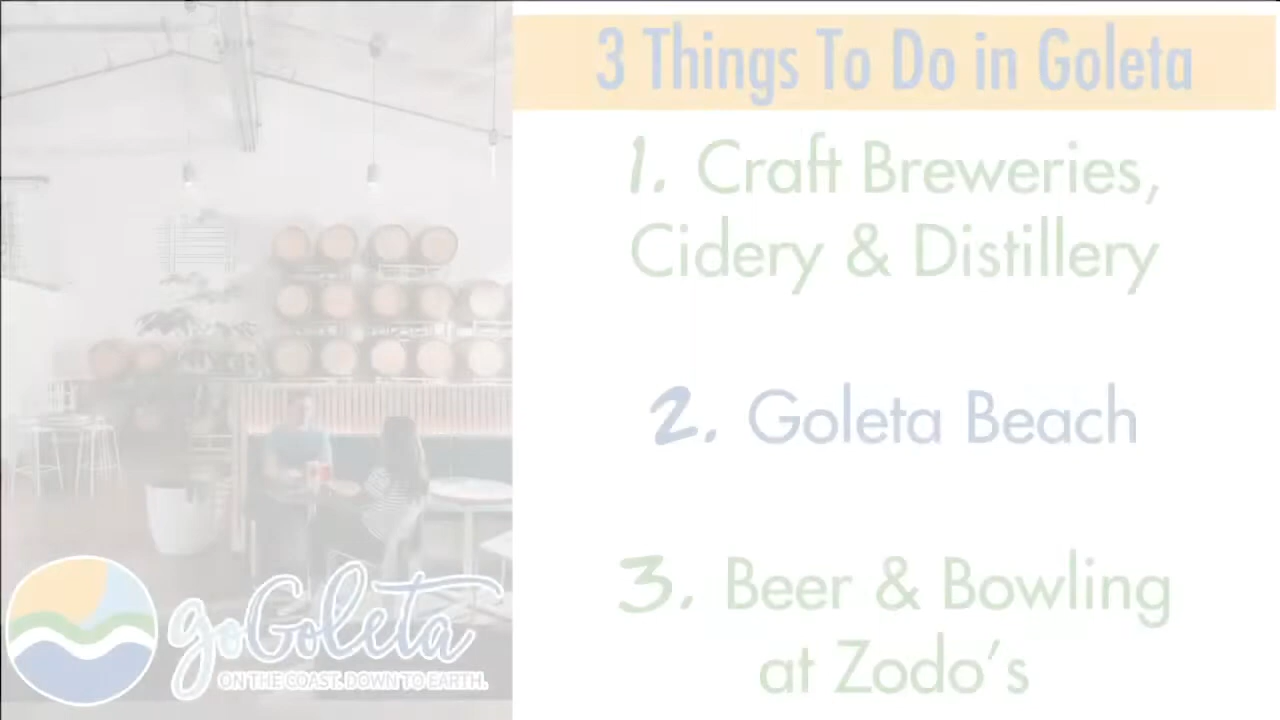 3 Things To Do in Goleta
1. Craft Breweries,
Cidery & Distillery
2. Goleta Beach
3. Beer & Bowling
at Zodo's
goGoleta
ON THE COAST. DOWN TO EARTH.